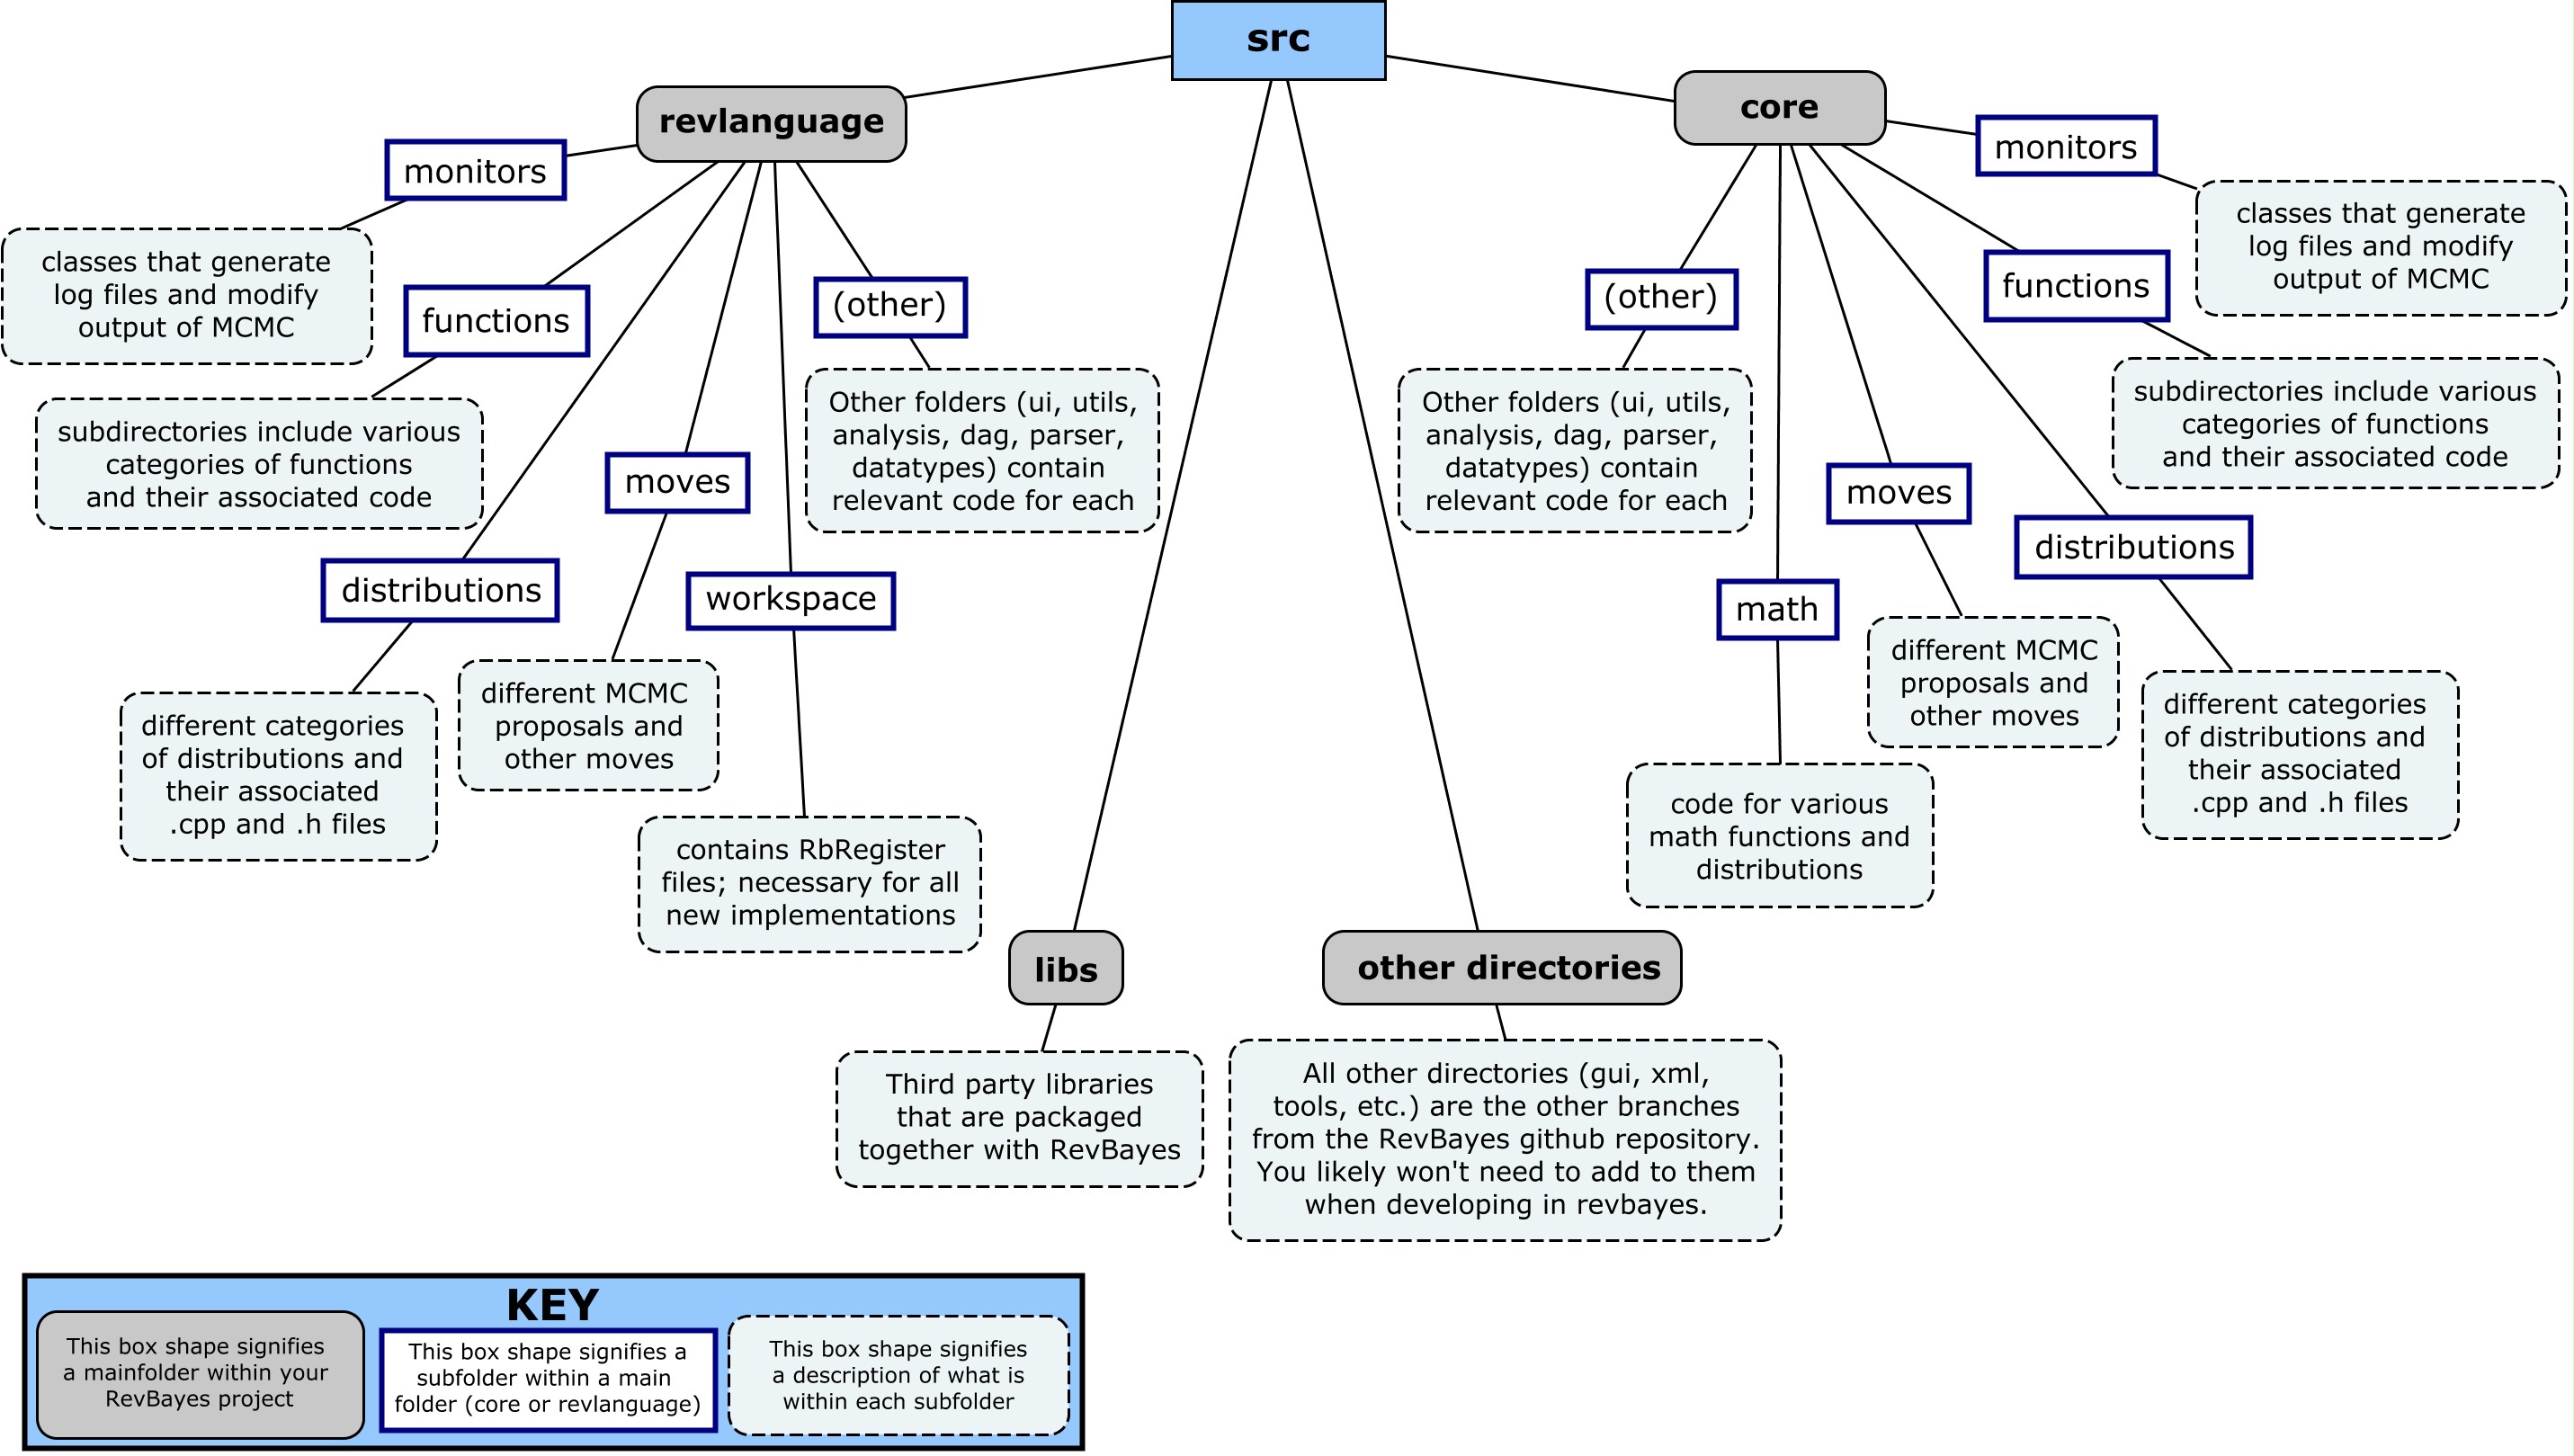 src
revlanguage
core
monitors
classes that generate
log files and modify
output of MCMC
functions
subdirectories include various
categories of functions
and their associated code
distributions
different categories
of distributions and
their associated
.cpp and .h files
moves
different MCMC
proposals and
other moves
workspace
contains RbRegister
files; necessary for all
new implementations
(other)
Other folders (ui, utils,
analysis, dag, parser,
datatypes) contain
relevant code for each
(other)
Other folders (ui, utils,
analysis, dag, parser,
datatypes) contain
relevant code for each
math
code for various
math functions and
distributions
moves
different MCMC
proposals and
other moves
distributions
different categories
of distributions and
their associated
.cpp and .h files
functions
subdirectories include various
categories of functions
and their associated code
monitors
classes that generate
log files and modify
output of MCMC
libs
Third party libraries
that are packaged
together with RevBayes
other directories
All other directories (gui, xml,
tools, etc.) are the other branches
from the RevBayes github repository.
You likely won't need to add to them
when developing in revbayes.
KEY
This box shape signifies
a mainfolder within your
RevBayes project
This box shape signifies a
subfolder within a main
folder (core or revlanguage)
This box shape signifies
a description of what is
within each subfolder